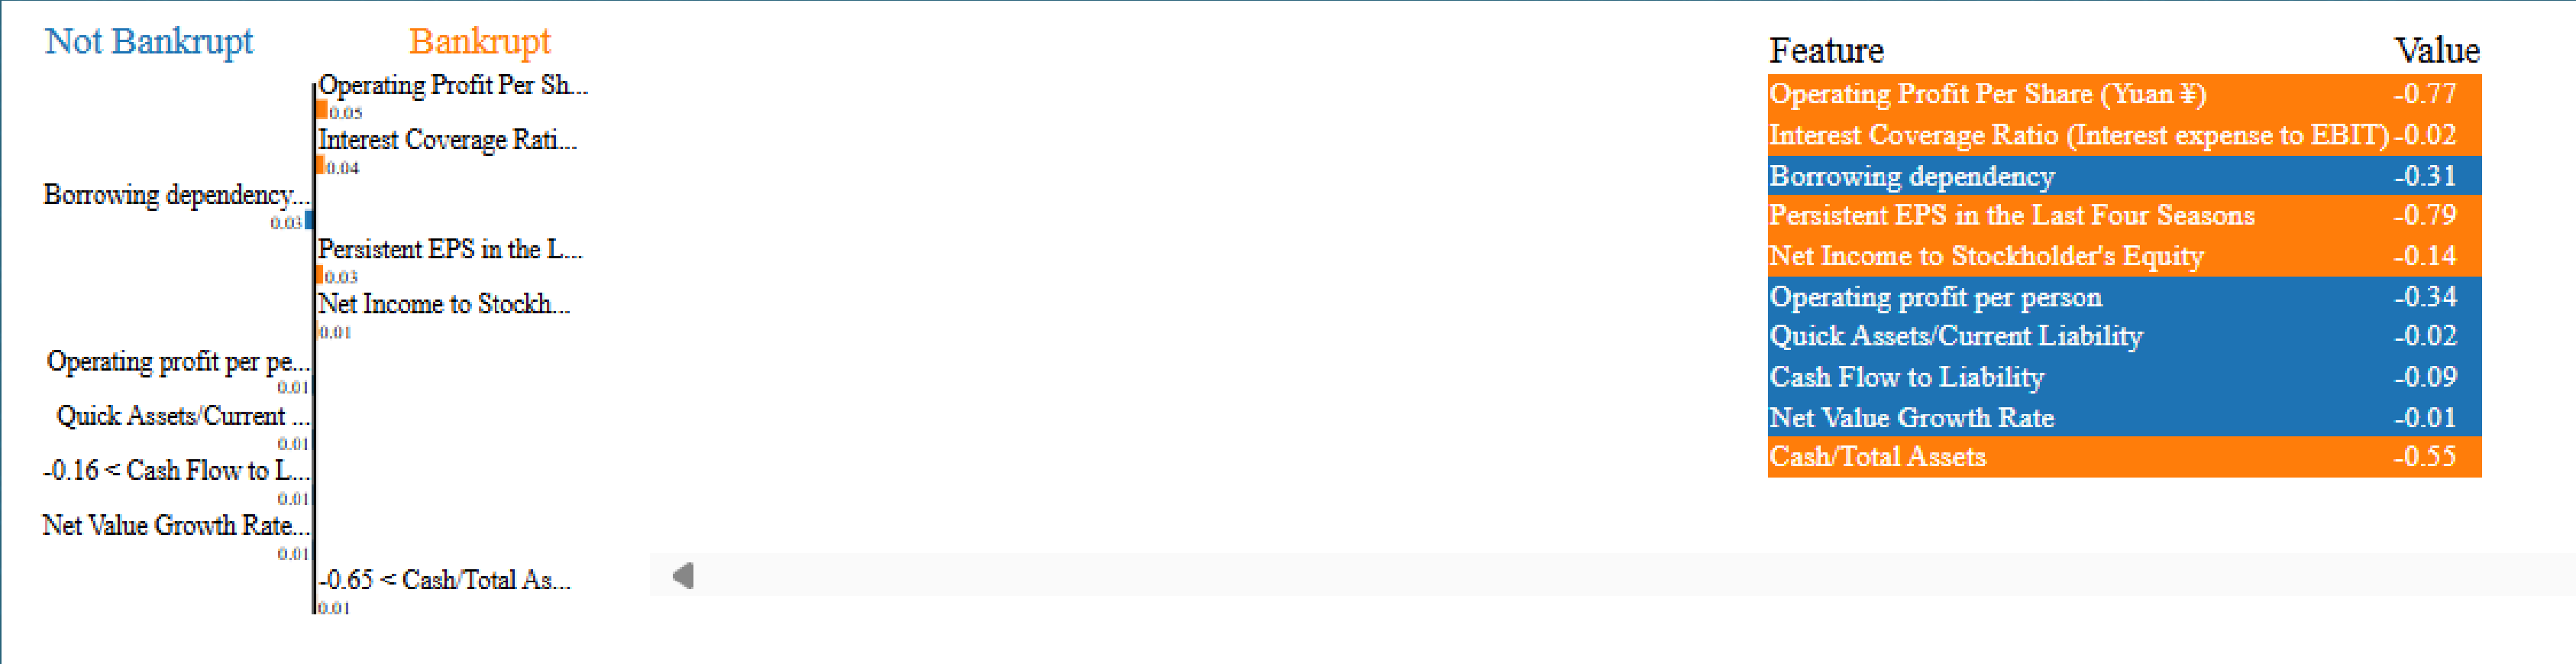 Not Bankrupt Bankrupt
Operating Profit Per Sh...
0.05
Interest Coverage Rati...
0.04
Borrowing dependency...
0.03
Persistent EPS in the L...
0.03
Net Income to Stockh...
0.01
Operating profit per pe...
0.01
Quick Assets/Current ...
0.01
-0.16 < Cash Flow to L...
0.01
Net Value Growth Rate...
0.01
-0.65 < Cash/Total As...
0.01
Feature Value
Operating Profit Per Share (Yuan ¥) -0.77
Interest Coverage Ratio (Interest expense to EBIT) -0.02
Borrowing dependency -0.31
Persistent EPS in the Last Four Seasons -0.79
Net Income to Stockholder's Equity -0.14
Operating profit per person -0.34
Quick Assets/Current Liability -0.02
Cash Flow to Liability -0.09
Net Value Growth Rate -0.01
Cash/Total Assets -0.55